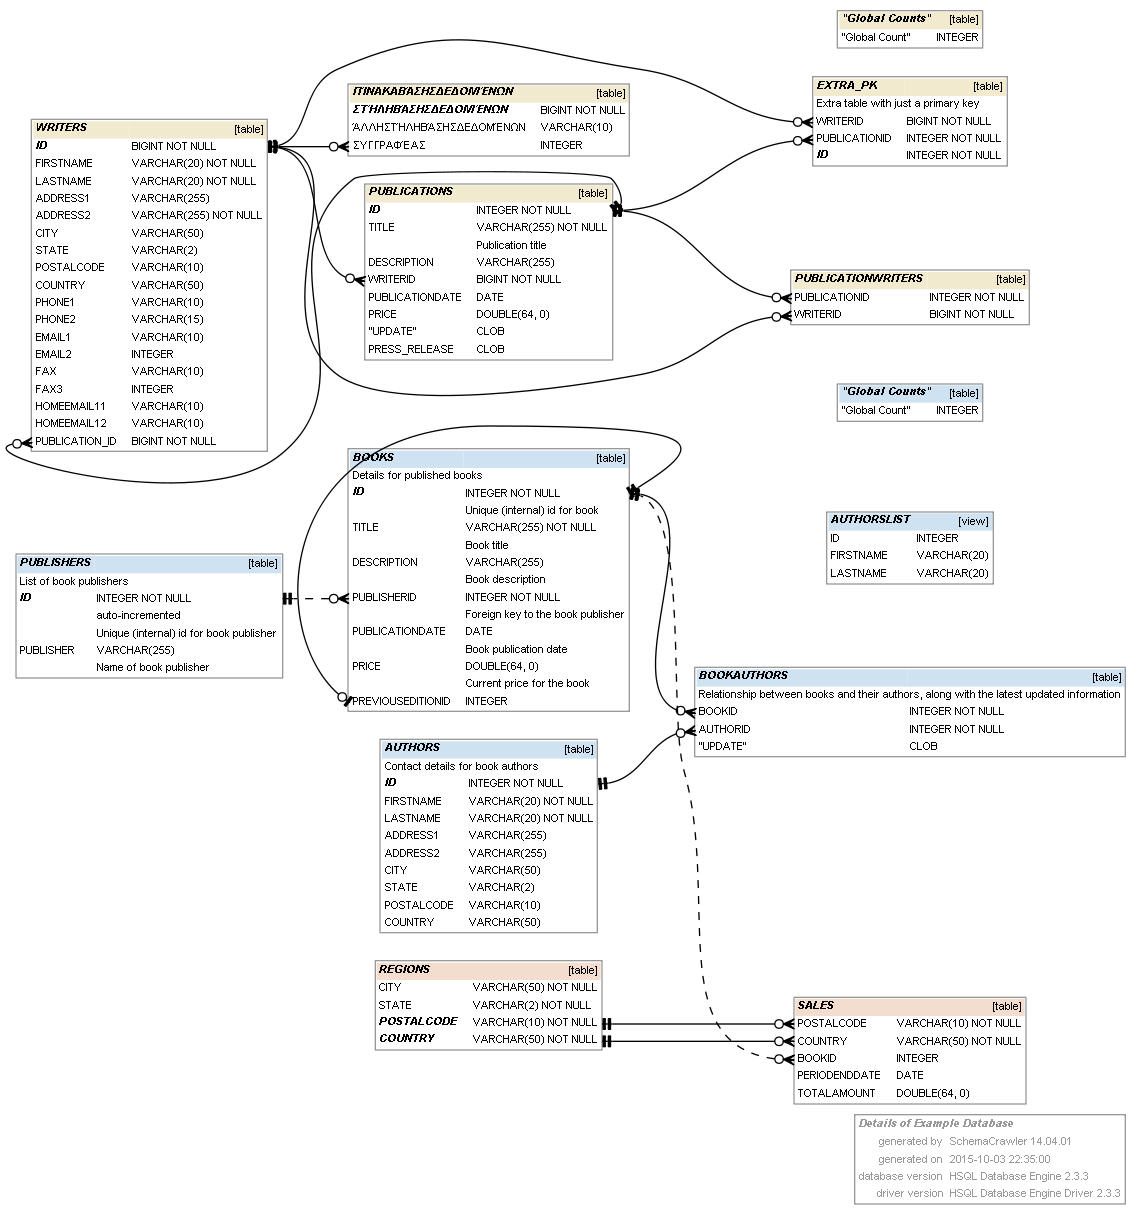 "Global Counts" [table]
"Global Count" INTEGER
EXTRA_PK [table]
Extra table with just a primary key
WRITERID BIGINT NOT NULL
PUBLICATIONID INTEGER NOT NULL
ID INTEGER NOT NULL
ΠΊΝΑΚΑΒΆΣΗΣΔΕΔΟΜΈΝΩΝ [table]
ΣΤΉΛΗΒΆΣΗΣΔΕΔΟΜΈΝΩΝ BIGINT NOT NULL
ΆΛΛΗΣΤΉΛΗΒΆΣΗΣΔΕΔΟΜΈΝΩΝ VARCHAR(10)
ΣΥΓΓΡΑΦΈΑΣ INTEGER
WRITERS [table]
ID BIGINT NOT NULL
FIRSTNAME VARCHAR(20) NOT NULL
LASTNAME VARCHAR(20) NOT NULL
ADDRESS1 VARCHAR(255)
ADDRESS2 VARCHAR(255) NOT NULL
CITY VARCHAR(50)
STATE VARCHAR(2)
POSTALCODE VARCHAR(10)
COUNTRY VARCHAR(50)
PHONE1 VARCHAR(10)
PHONE2 VARCHAR(15)
EMAIL1 VARCHAR(10)
EMAIL2 INTEGER
FAX VARCHAR(10)
FAX3 INTEGER
HOMEEMAIL11 VARCHAR(10)
HOMEEMAIL12 VARCHAR(10)
PUBLICATION_ID BIGINT NOT NULL
PUBLICATIONS [table]
ID INTEGER NOT NULL
TITLE VARCHAR(255) NOT NULL
Publication title
DESCRIPTION VARCHAR(255)
WRITERID BIGINT NOT NULL
PUBLICATIONDATE DATE
PRICE DOUBLE(64, 0)
"UPDATE" CLOB
PRESS_RELEASE CLOB
PUBLICATIONWRITERS [table]
PUBLICATIONID INTEGER NOT NULL
WRITERID BIGINT NOT NULL
"Global Counts" [table]
"Global Count" INTEGER
BOOKS [table]
Details for published books
ID INTEGER NOT NULL
Unique (internal) id for book
TITLE VARCHAR(255) NOT NULL
Book title
DESCRIPTION VARCHAR(255)
Book description
PUBLISHERID INTEGER NOT NULL
Foreign key to the book publisher
PUBLICATIONDATE DATE
Book publication date
PRICE DOUBLE(64, 0)
Current price for the book
PREVIOUSEDITIONID INTEGER
AUTHORSLIST [view]
ID INTEGER
FIRSTNAME VARCHAR(20)
LASTNAME VARCHAR(20)
PUBLISHERS [table]
List of book publishers
ID INTEGER NOT NULL
auto-incremented
Unique (internal) id for book publisher
PUBLISHER VARCHAR(255)
Name of book publisher
BOOKAUTHORS [table]
Relationship between books and their authors, along with the latest updated information
BOOKID INTEGER NOT NULL
AUTHORID INTEGER NOT NULL
"UPDATE" CLOB
AUTHORS [table]
Contact details for book authors
ID INTEGER NOT NULL
FIRSTNAME VARCHAR(20) NOT NULL
LASTNAME VARCHAR(20) NOT NULL
ADDRESS1 VARCHAR(255)
ADDRESS2 VARCHAR(255)
CITY VARCHAR(50)
STATE VARCHAR(2)
POSTALCODE VARCHAR(10)
COUNTRY VARCHAR(50)
REGIONS [table]
CITY VARCHAR(50) NOT NULL
STATE VARCHAR(2) NOT NULL
POSTALCODE VARCHAR(10) NOT NULL
COUNTRY VARCHAR(50) NOT NULL
SALES [table]
POSTALCODE VARCHAR(10) NOT NULL
COUNTRY VARCHAR(50) NOT NULL
BOOKID INTEGER
PERIODENDDATE DATE
TOTALAMOUNT DOUBLE(64, 0)
Details of Example Database
generated by SchemaCrawler 14.04.01
generated on 2015-10-03 22:35:00
database version HSQL Database Engine 2.3.3
driver version HSQL Database Engine Driver 2.3.3